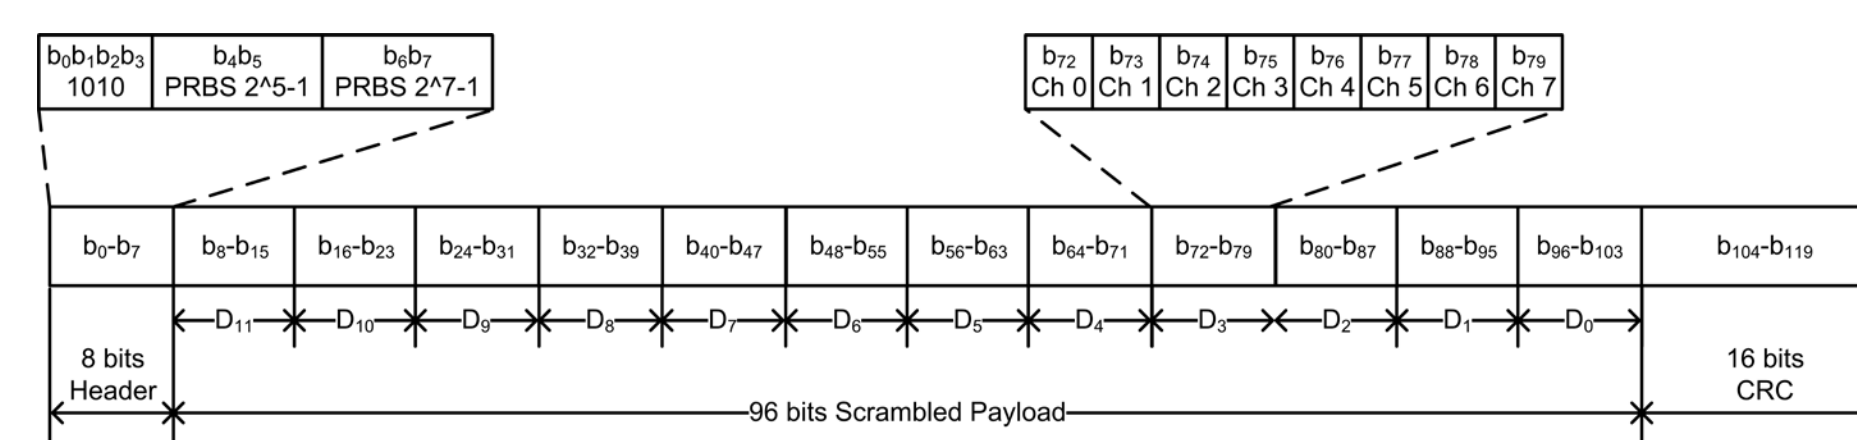 b0b1b2b3 b4b5 b6b7
1010 PRBS 2^5-1 PRBS 2^7-1
b72 b73 b74 b75 b76 b77 b78 b79
Ch 0 Ch 1 Ch 2 Ch 3 Ch 4 Ch 5 Ch 6 Ch 7
b0-b7 b8-b15 b16-b23 b24-b31 b32-b39 b40-b47 b48-b55 b56-b63 b64-b71 b72-b79 b80-b87 b88-b95 b96-b103 b104-b119
D11 D10 D9 D8 D7 D6 D5 D4 D3 D2 D1 D0
8 bits
Header
96 bits Scrambled Payload
16 bits
CRC